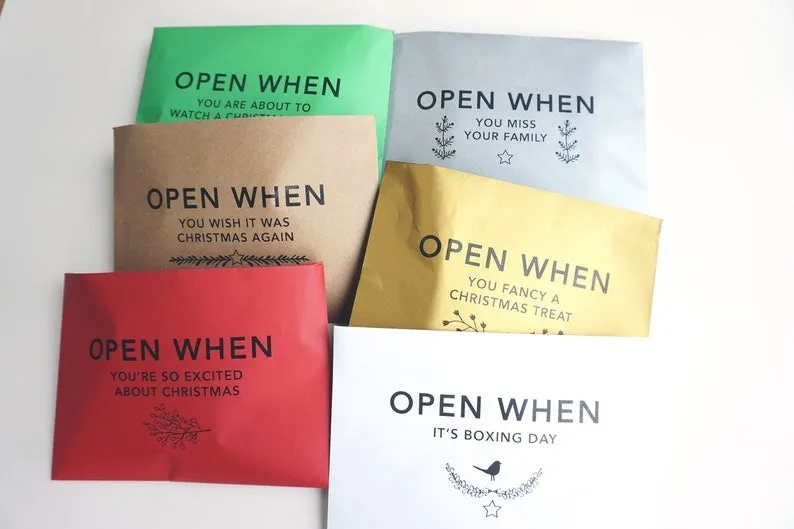 OPEN WHEN
YOU ARE ABOUT TO
WATCH A
OPEN WHEN
YOU MISS
YOUR FAMILY
OPEN WHEN
YOU WISH IT WAS
CHRISTMAS AGAIN
OPEN WHEN
YOU FANCY A
CHRISTMAS TREAT
OPEN WHEN
YOU'RE SO EXCITED
ABOUT CHRISTMAS
OPEN WHEN
IT'S BOXING DAY